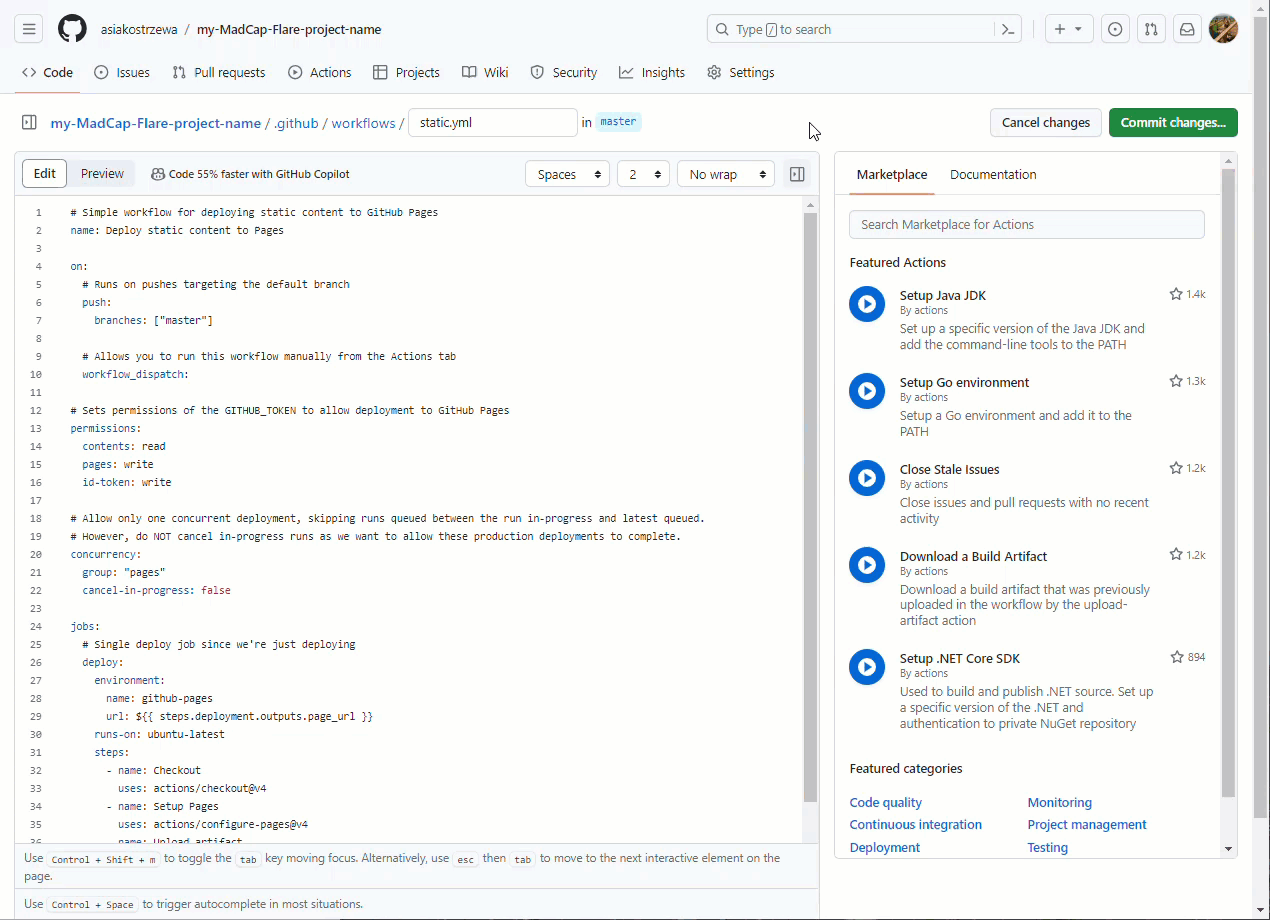 asiakostrzewa / my-MadCap-Flare-project-name
Type / to search
Code Issues Pull requests Actions Projects Wiki Security Insights Settings
my-MadCap-Flare-project-name / .github / workflows / static.yml in master
Cancel changes Commit changes...
Edit Preview Code 55% faster with GitHub Copilot Spaces 2 No wrap
1 # Simple workflow for deploying static content to GitHub Pages
2 name: Deploy static content to Pages
3
4 on:
5 # Runs on pushes targeting the default branch
6 push:
7 branches: ["master"]
8
9 # Allows you to run this workflow manually from the Actions tab
10 workflow_dispatch:
11
12 # Sets permissions of the GITHUB_TOKEN to allow deployment to GitHub Pages
13 permissions:
14 contents: read
15 pages: write
16 id-token: write
17
18 # Allow only one concurrent deployment, skipping runs queued between the run in-progress and latest queued.
19 # However, do NOT cancel in-progress runs as we want to allow these production deployments to complete.
20 concurrency:
21 group: "pages"
22 cancel-in-progress: false
23
24 jobs:
25 # Single deploy job since we're just deploying
26 deploy:
27 environment:
28 name: github-pages
29 url: ${{ steps.deployment.outputs.page_url }}
30 runs-on: ubuntu-latest
31 steps:
32 - name: Checkout
33 uses: actions/checkout@v4
34 - name: Setup Pages
35 uses: actions/configure-pages@v4
36 - name: Upload artifact
Use Control + Shift + m to toggle the tab key moving focus. Alternatively, use esc then tab to move to the next interactive element on the
page.
Use Control + Space to trigger autocomplete in most situations.
Marketplace Documentation
Search Marketplace for Actions
Featured Actions
Setup Java JDK 1.4k
By actions
Set up a specific version of the Java JDK and
add the command-line tools to the PATH
Setup Go environment 1.3k
By actions
Setup a Go environment and add it to the
PATH
Close Stale Issues 1.2k
By actions
Close issues and pull requests with no recent
activity
Download a Build Artifact 1.2k
By actions
Download a build artifact that was previously
uploaded in the workflow by the upload-
artifact action
Setup .NET Core SDK 894
By actions
Used to build and publish .NET source. Set up
a specific version of the .NET and
authentication to private NuGet repository
Featured categories
Code quality Monitoring
Continuous integration Project management
Deployment Testing